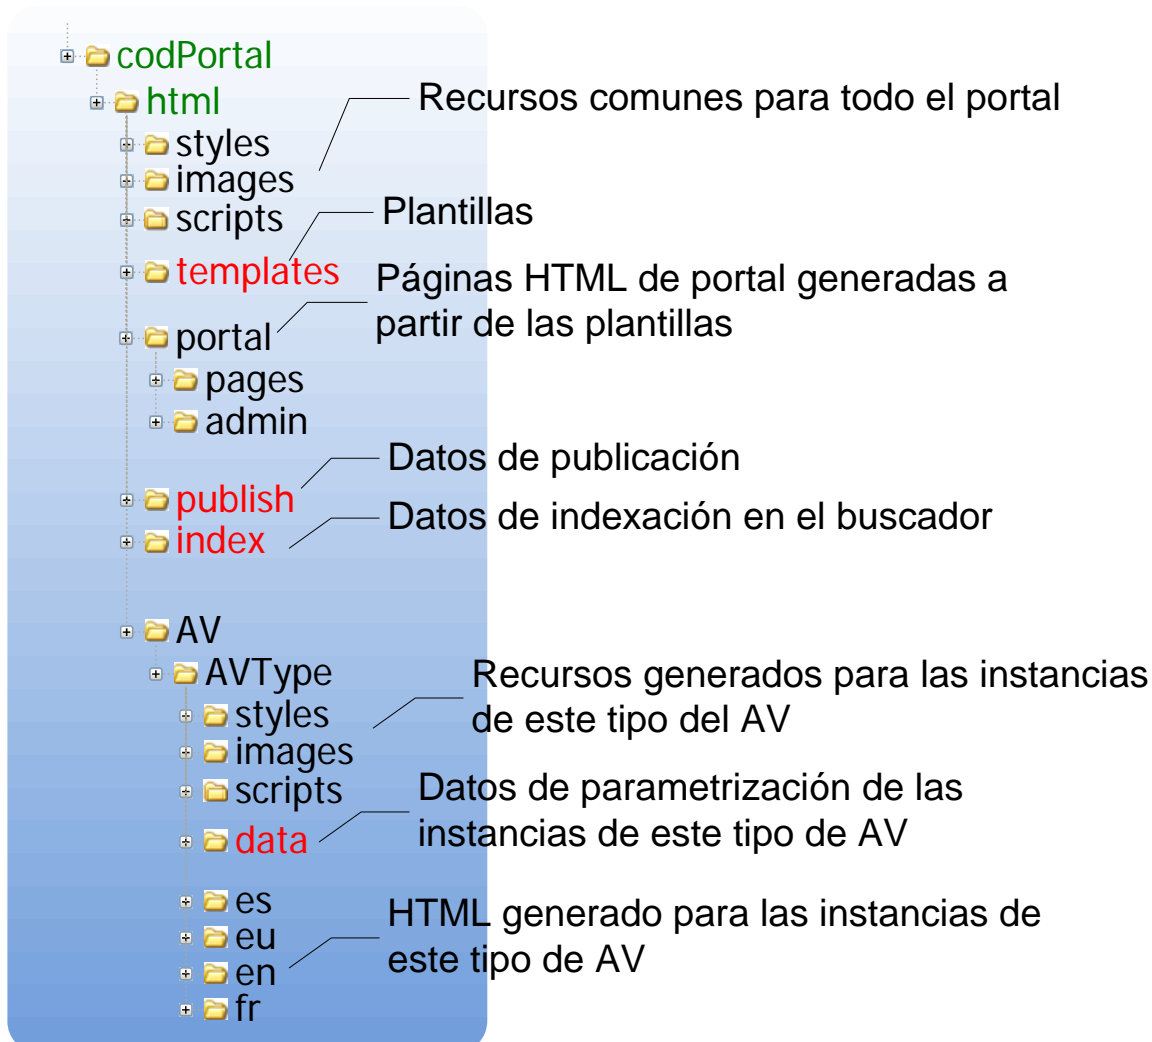 codPortal
html
Recursos comunes para todo el portal
styles
images
scripts
Plantillas
templates
Páginas HTML de portal generadas a
partir de las plantillas
portal
pages
admin
Datos de publicación
publish
Datos de indexación en el buscador
index
AV
AVType
Recursos generados para las instancias
de este tipo del AV
styles
images
scripts
Datos de parametrización de las
instancias de este tipo de AV
data
es
eu
en
fr
HTML generado para las instancias de
este tipo de AV